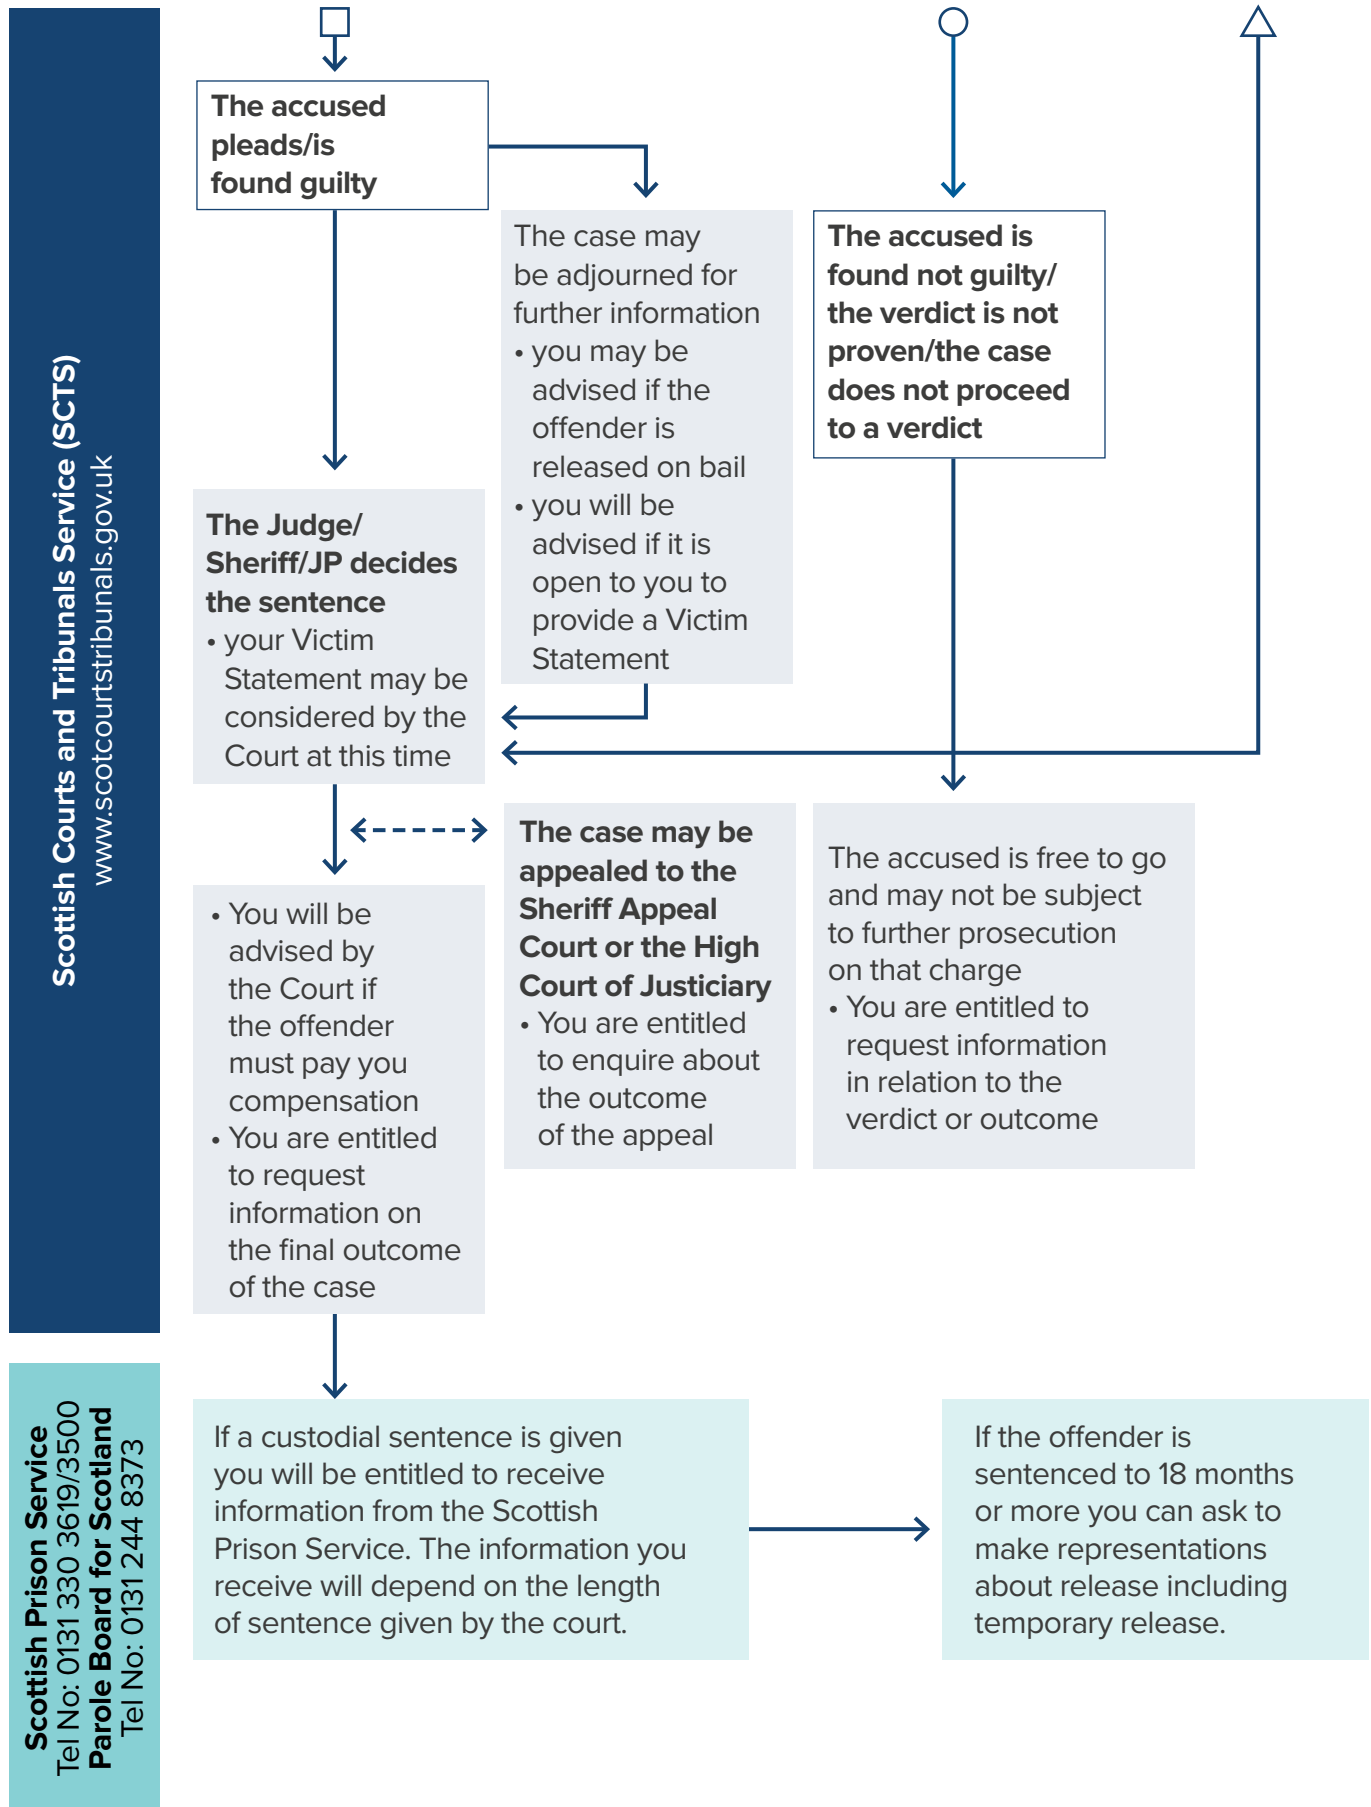 Scottish Courts and Tribunals Service (SCTS)
www.scotcourtstribunals.gov.uk
The accused
pleads/is
found guilty
The case may
be adjourned for
further information
• you may be
advised if the
offender is
released on bail
• you will be
advised if it is
open to you to
provide a Victim
Statement
The accused is
found not guilty/
the verdict is not
proven/the case
does not proceed
to a verdict
The Judge/
Sheriff/JP decides
the sentence
• your Victim
Statement may be
considered by the
Court at this time
• You will be
advised by
the Court if
the offender
must pay you
compensation
• You are entitled
to request
information on
the final outcome
of the case
The case may be
appealed to the
Sheriff Appeal
Court or the High
Court of Justiciary
• You are entitled
to enquire about
the outcome
of the appeal
The accused is free to go
and may not be subject
to further prosecution
on that charge
• You are entitled to
request information
in relation to the
verdict or outcome
Scottish Prison Service
Tel No: 0131 330 3619/3500
Parole Board for Scotland
Tel No: 0131 244 8373
If a custodial sentence is given
you will be entitled to receive
information from the Scottish
Prison Service. The information you
receive will depend on the length
of sentence given by the court.
If the offender is
sentenced to 18 months
or more you can ask to
make representations
about release including
temporary release.